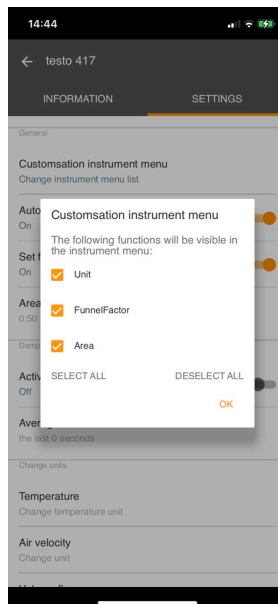 14:44
testo 417
INFORMATION
SETTINGS
General
Customsation instrument menu
Change instrument menu list
Auto
On
Set f
On
Area
0.50
Damp
Activ
Off
Aver
the last 0 seconds
Change units
Temperature
Change temperature unit
Air velocity
Change unit
Customsation instrument menu
The following functions will be visible in
the instrument menu:
Unit
FunnelFactor
Area
SELECT ALL
DESELECT ALL
OK